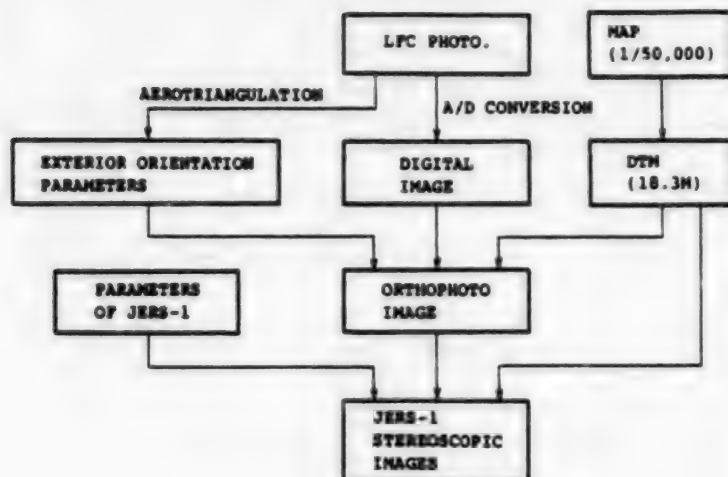 LFC PHOTO.
MAP
(1/50,000)
AEROTRIANGULATION
A/D CONVERSION
EXTERIOR ORIENTATION
PARAMETERS
DIGITAL
IMAGE
DTM
(18.3M)
PARAMETERS
OF JERS-1
ORTHOPHOTO
IMAGE
JERS-1
STEREOSCOPIC
IMAGES